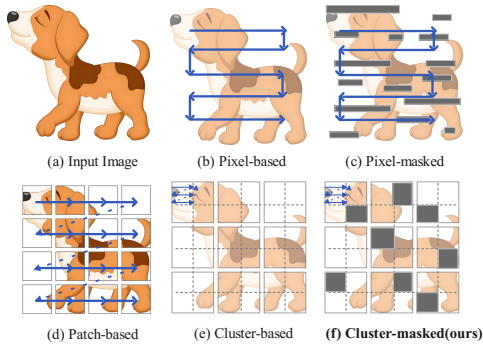 (a) Input Image
(b) Pixel-based
(c) Pixel-masked
(d) Patch-based
(e) Cluster-based
(f) Cluster-masked(ours)